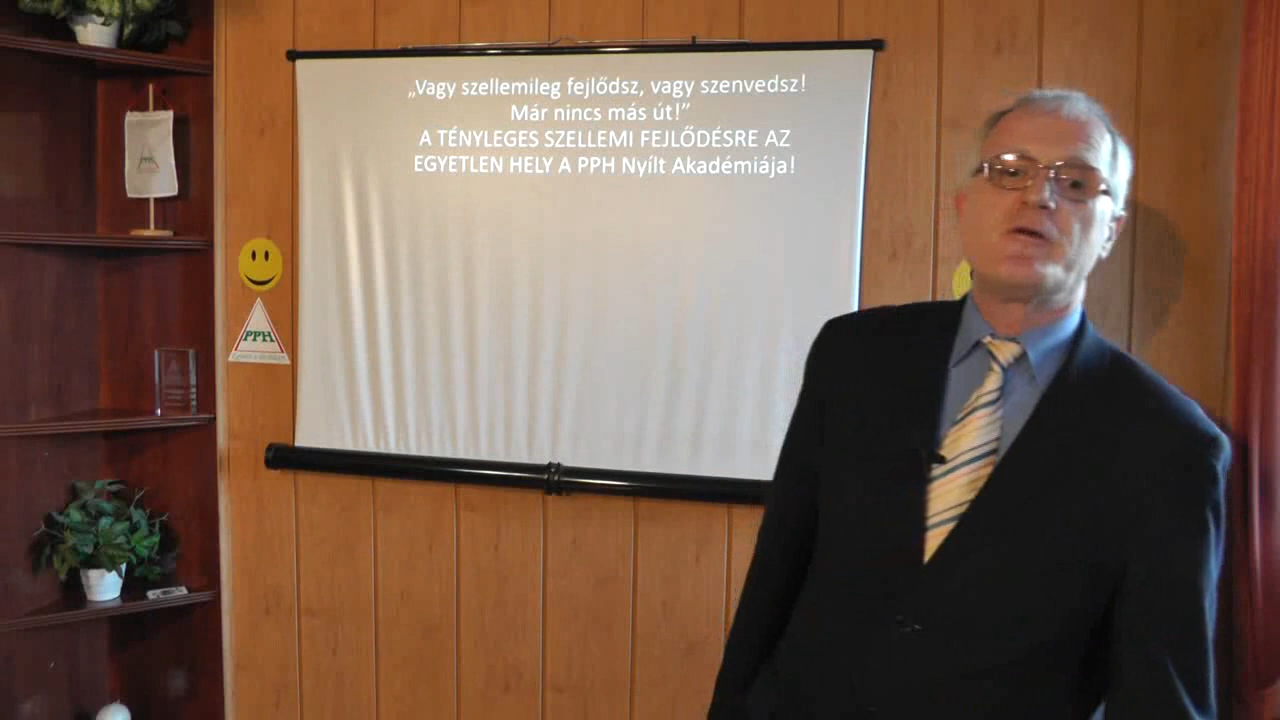 „Vagy szellemileg fejlődsz, vagy szenvedsz!
Már nincs más út!”
A TÉNYLEGES SZELLEMI FEJLŐDÉSRE AZ
EGYETLEN HELY A PPH Nyílt Akadémiája!
PPH
PPH